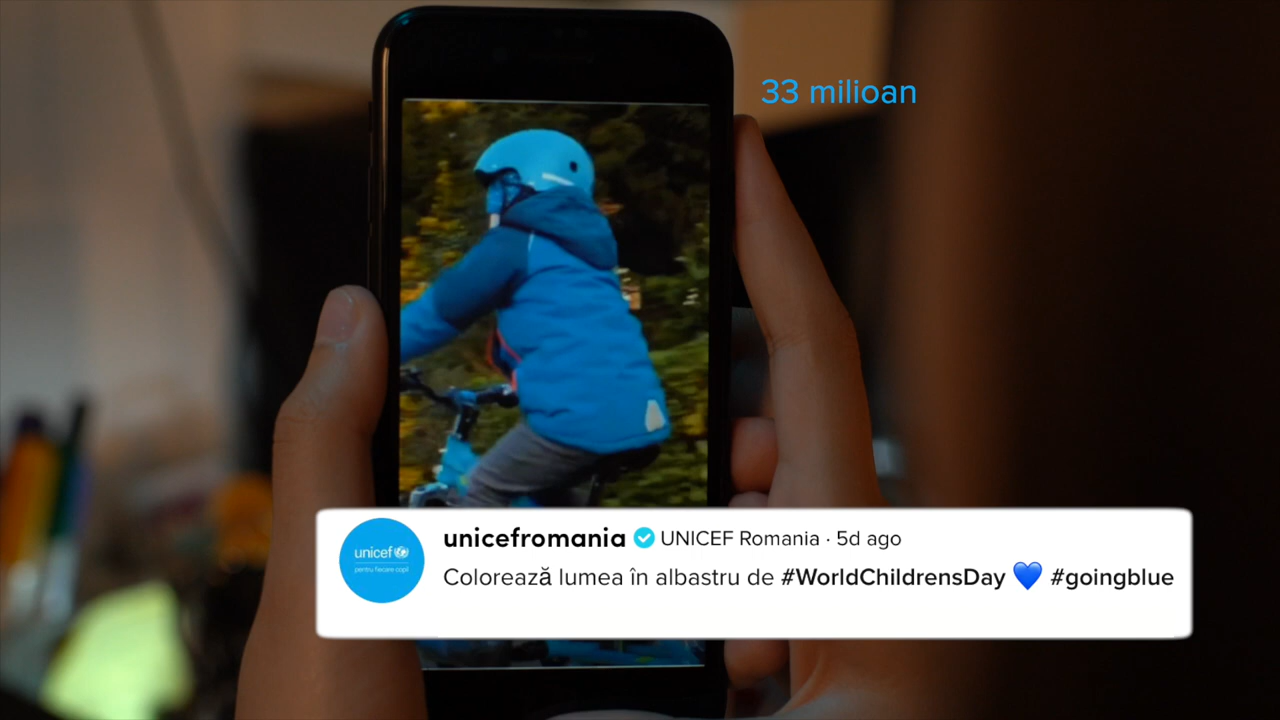 33 milioan
unicef
pentru fiecare copil
unicefromania UNICEF Romania · 5d ago
Colorează lumea în albastru de #WorldChildrensDay 💙 #goingblue